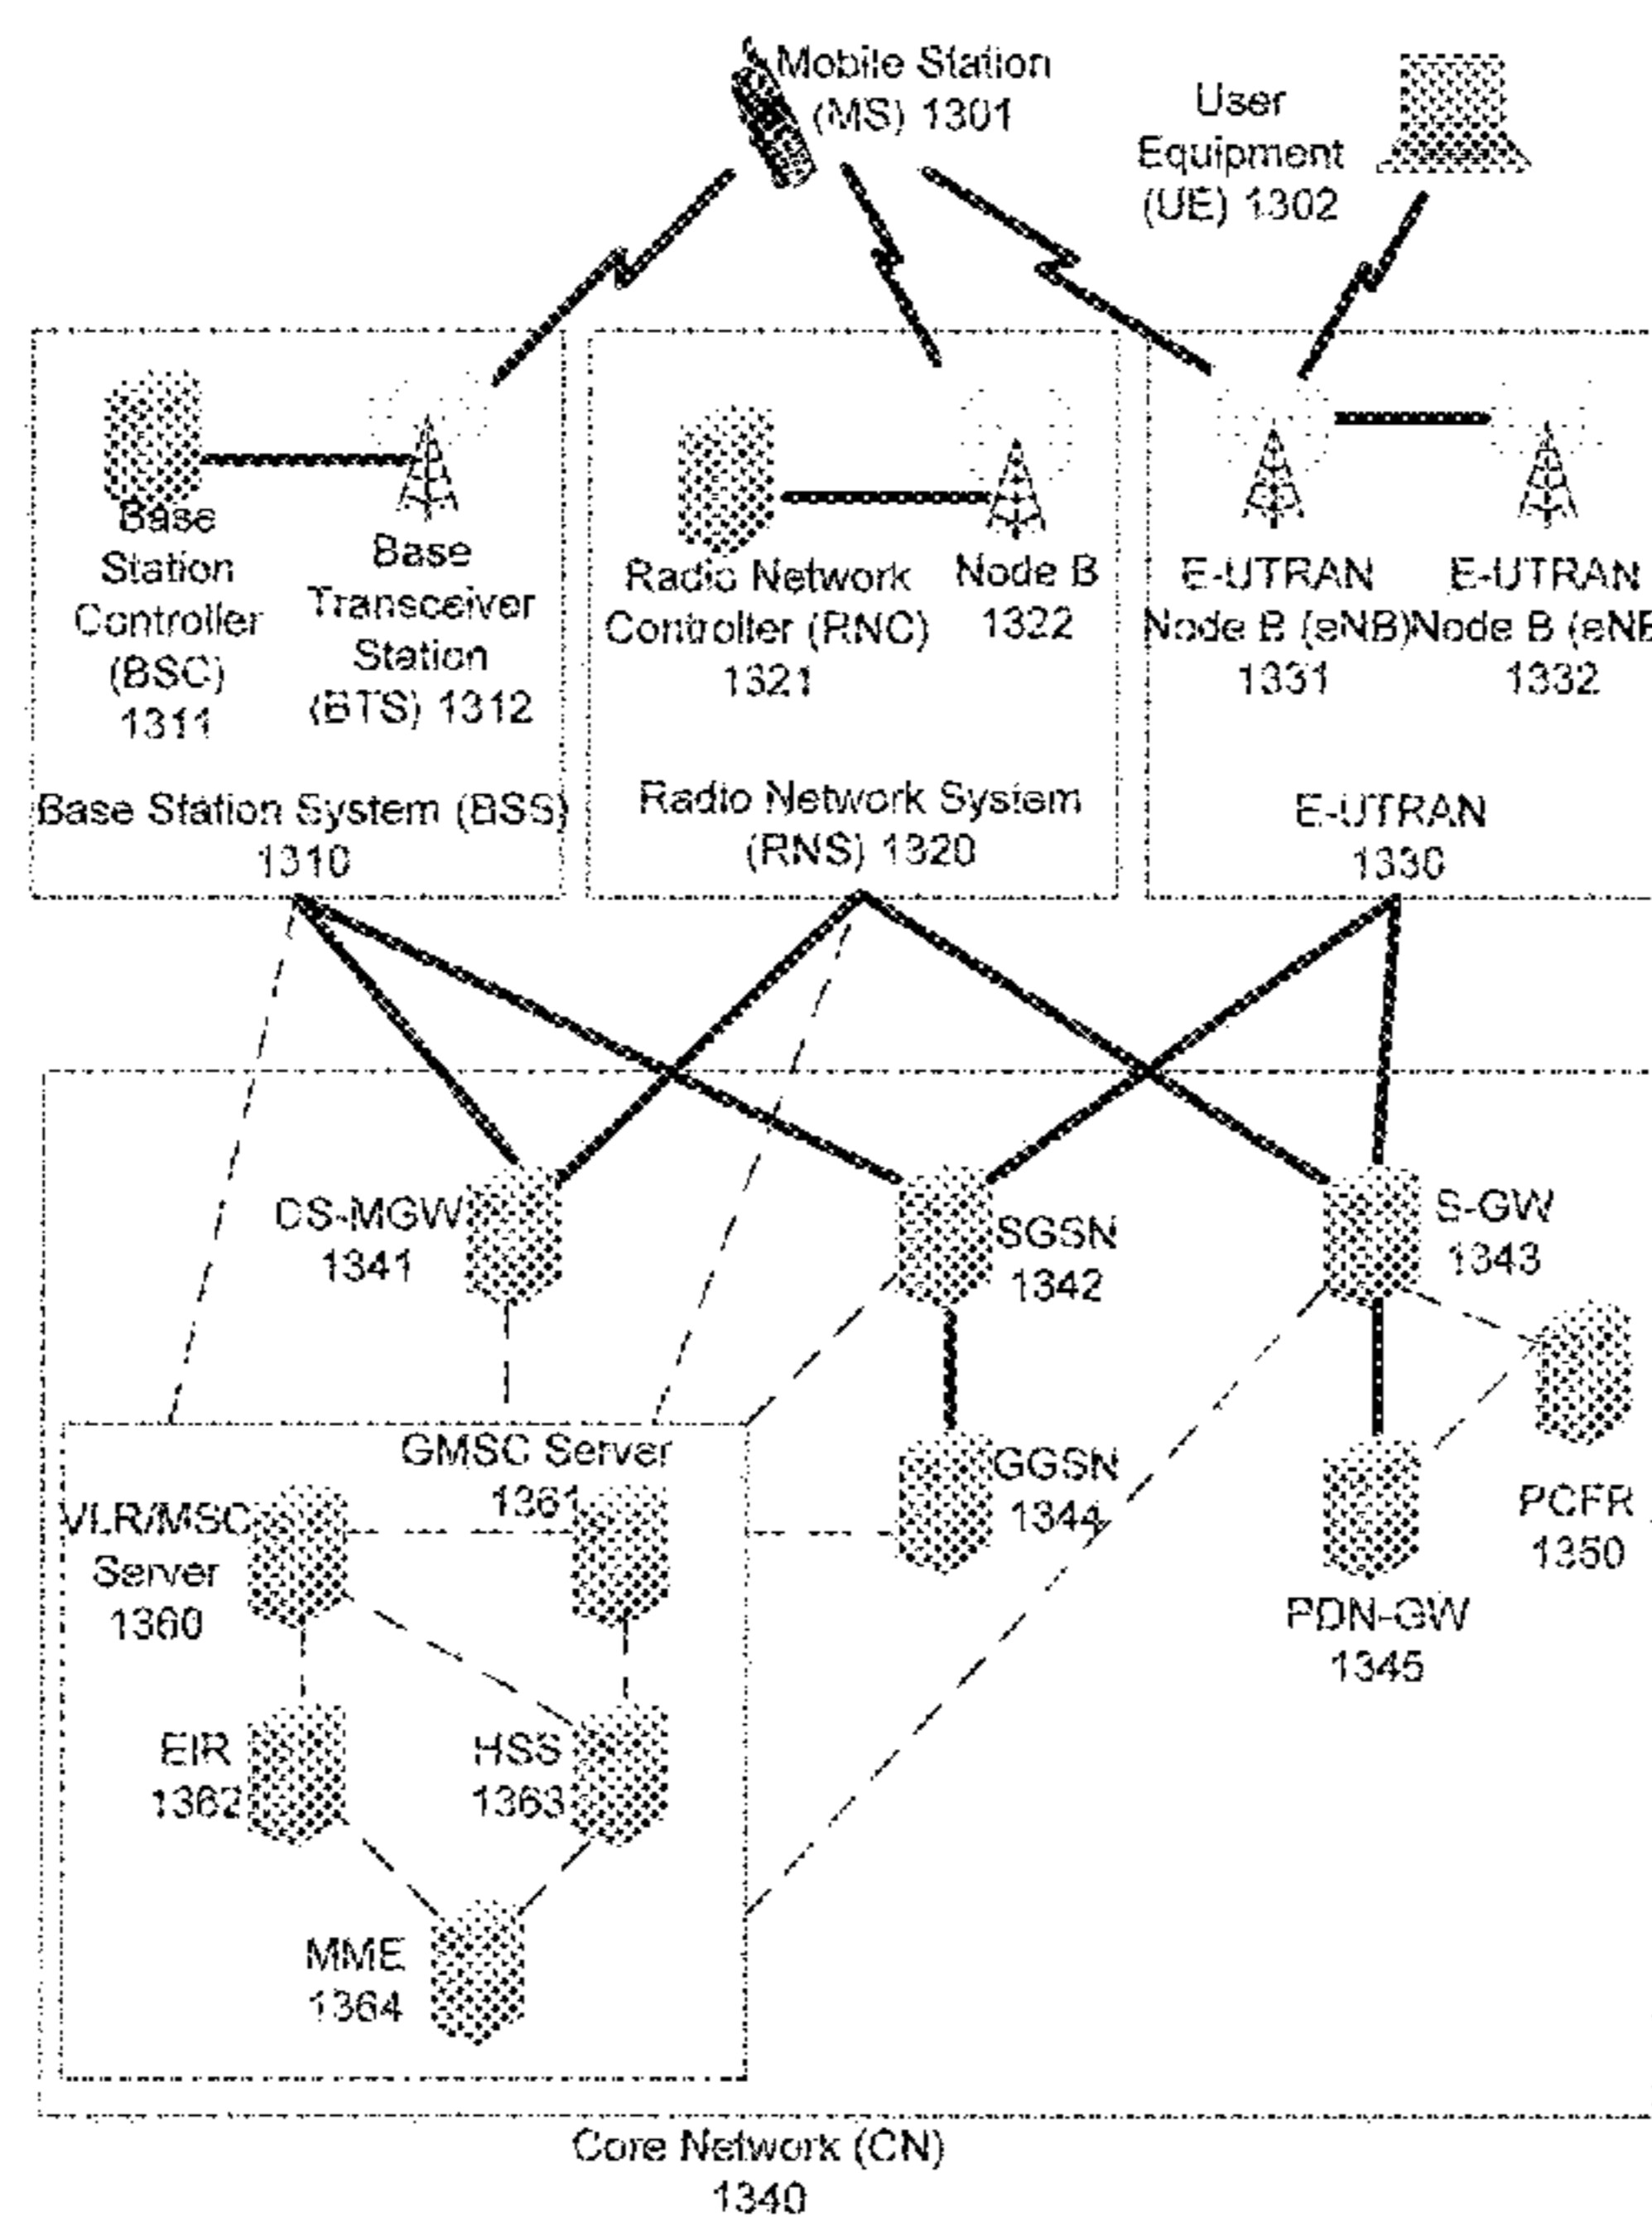 Mobile Station
(MS) 1301
User
Equipment
(UE) 1302
Base
Station
Controller
(BSC)
1311
Base
Transceiver
Station
(BTS) 1312
Base Station System (BSS)
1310
Radio Network
Controller (RNC)
1321
Node B
1322
Radio Network System
(RNS) 1320
E-UTRAN
Node B (eNB)
1331
E-UTRAN
Node B (eNB
1332
E-UTRAN
1330
CS-MGW
1341
SGSN
1342
S-GW
1343
GMSC Server
1361
VLR/MSC
Server
1360
GGSN
1344
PCFR
1350
PDN-GW
1345
EIR
1362
HSS
1363
MME
1364
Core Network (CN)
1340